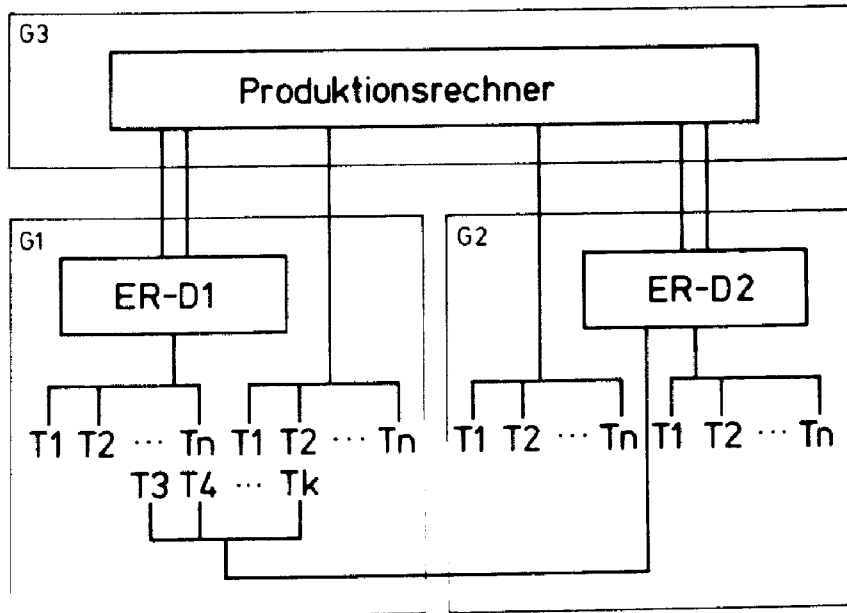 G3
Produktionsrechner
G1
G2
ER-D1
ER-D2
T1 T2 ... Tn T1 T2 ... Tn
T1 T2 ... Tn T1 T2 ... Tn
T3 T4 ... Tk